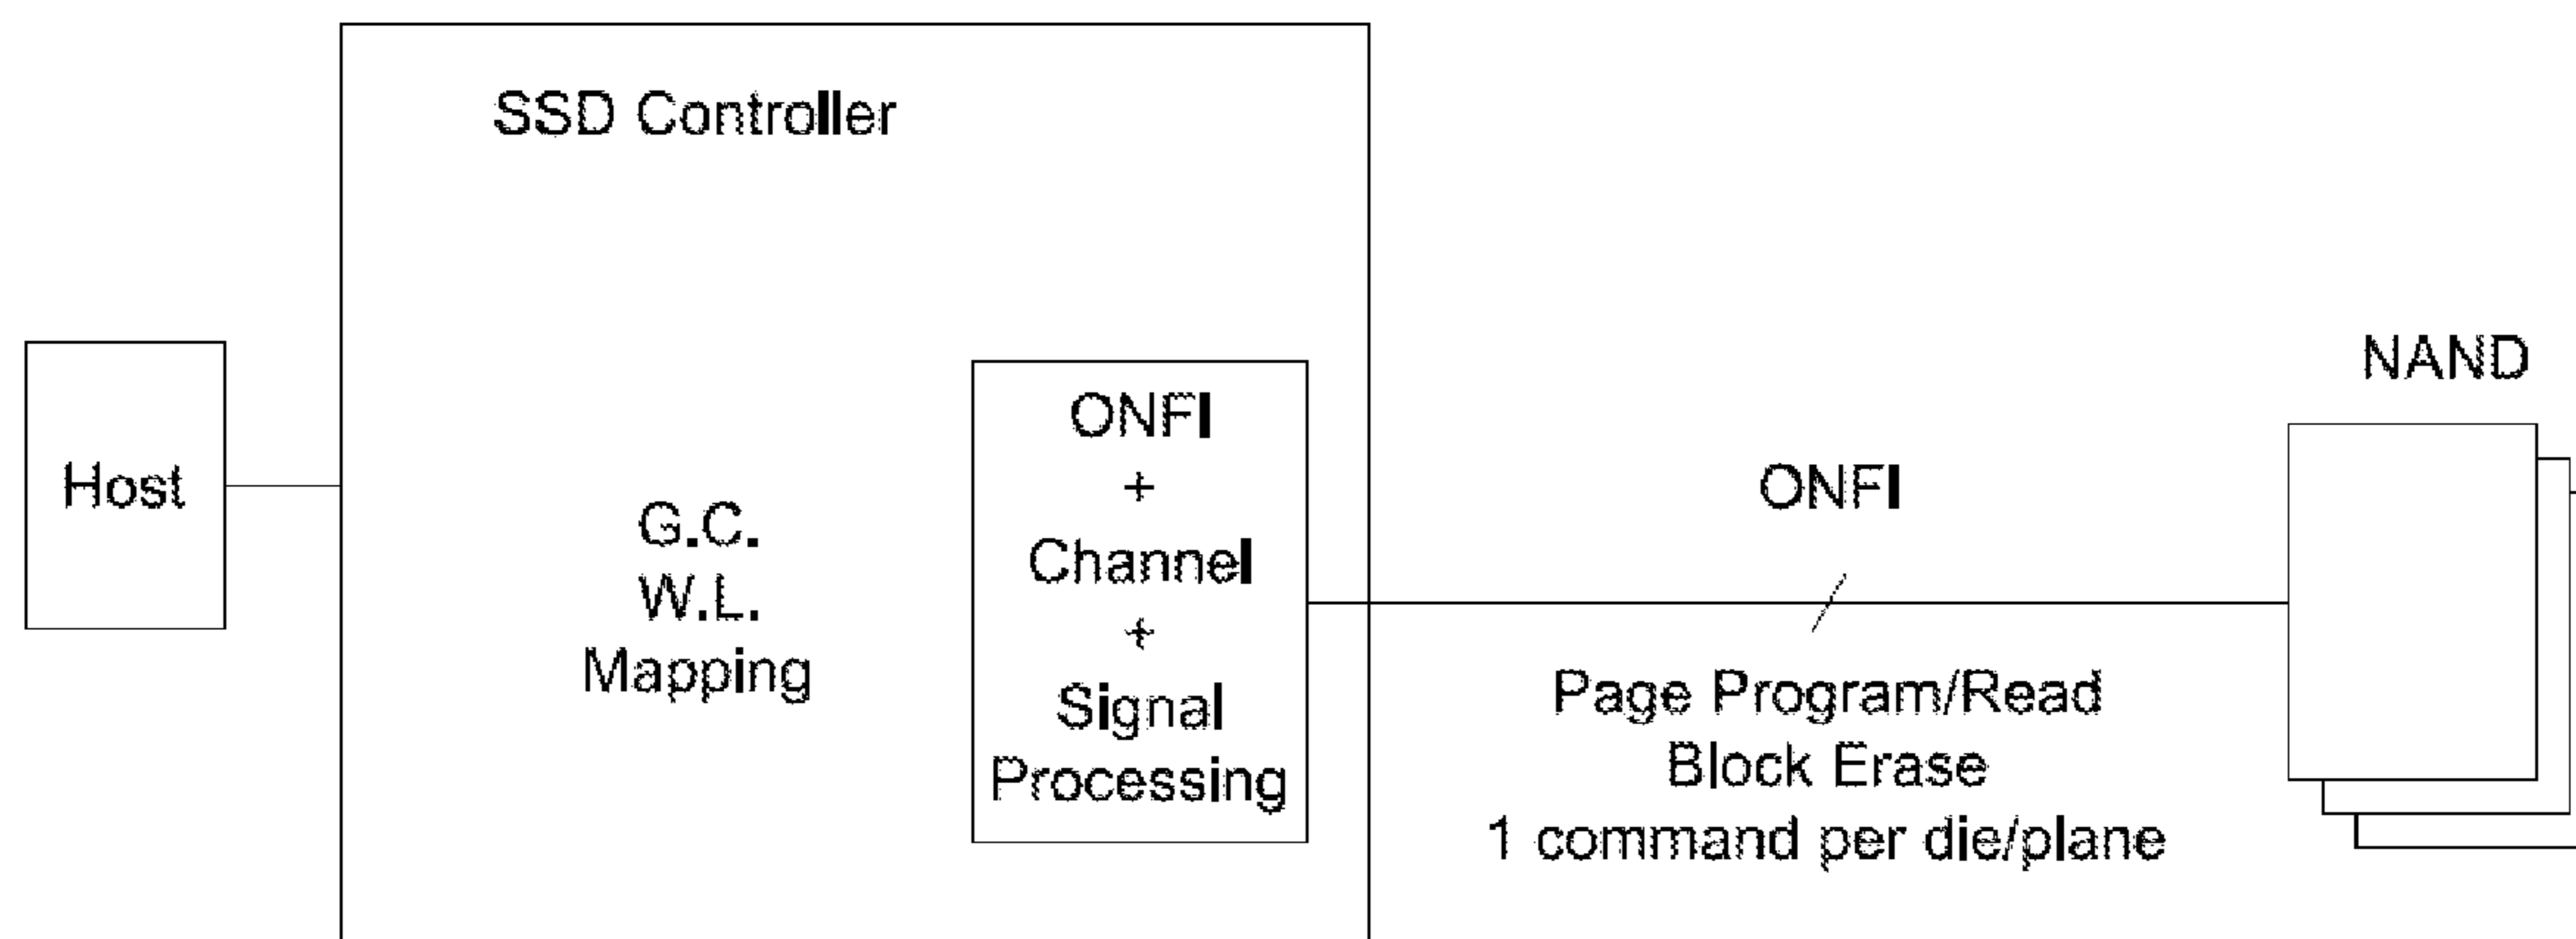 SSD Controller
Host
G.C.
W.L.
Mapping
ONFI
+
Channel
+
Signal
Processing
ONFI
Page Program/Read
Block Erase
1 command per die/plane
NAND